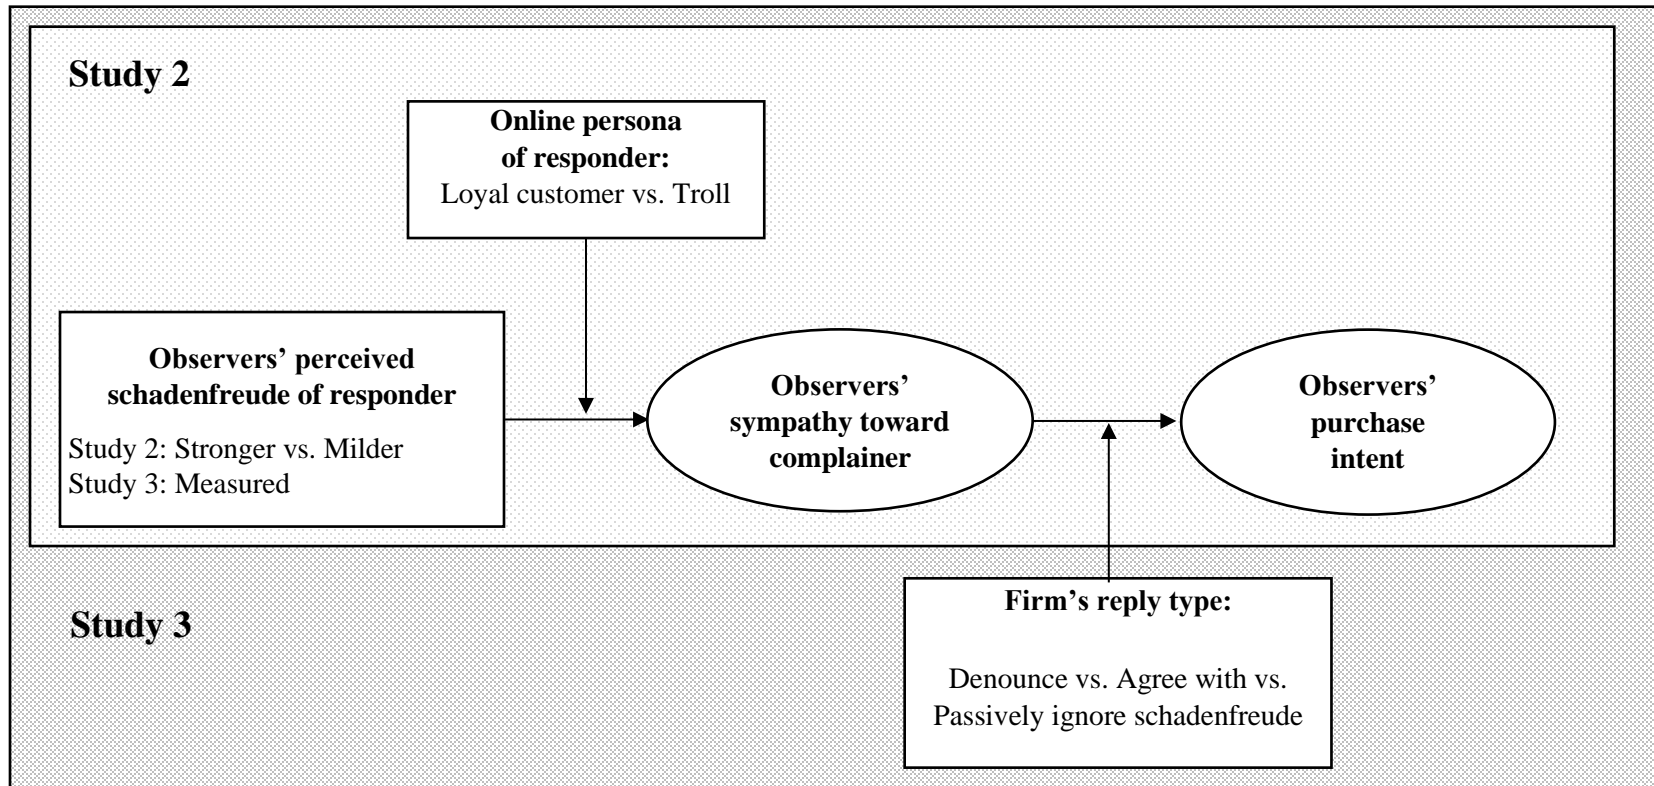 Study 2
Online persona
of responder:
Loyal customer vs. Troll
Observers’ perceived
schadenfreude of responder
Study 2: Stronger vs. Milder
Study 3: Measured
Observers’
sympathy toward
complainer
Observers’
purchase
intent
Study 3
Firm’s reply type:
Denounce vs. Agree with vs.
Passively ignore schadenfreude